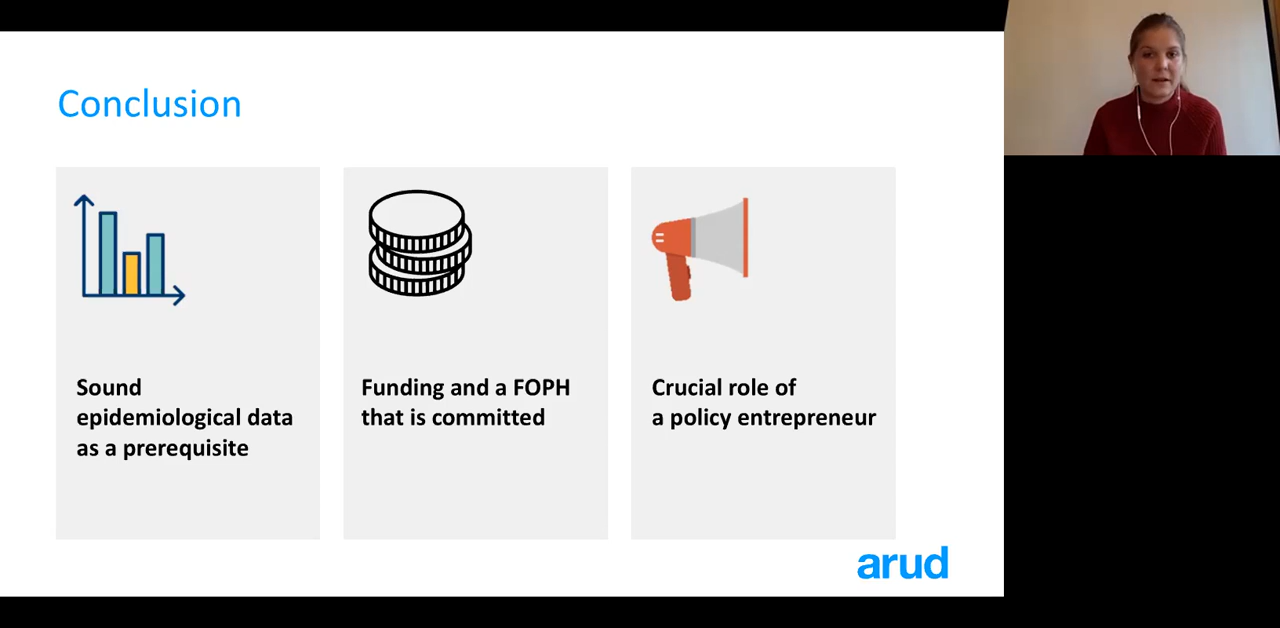 Conclusion
Sound
epidemiological data
as a prerequisite
Funding and a FOPH
that is committed
Crucial role of
a policy entrepreneur
arud